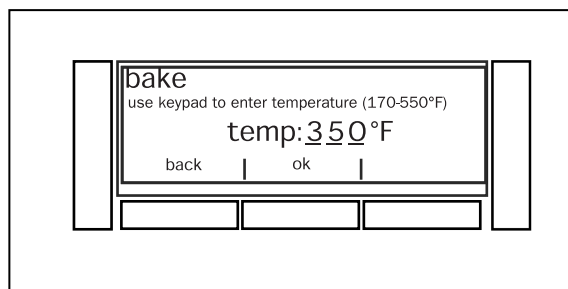 bake
use keypad to enter temperature (170-550°F)
temp:350°F
back | ok |